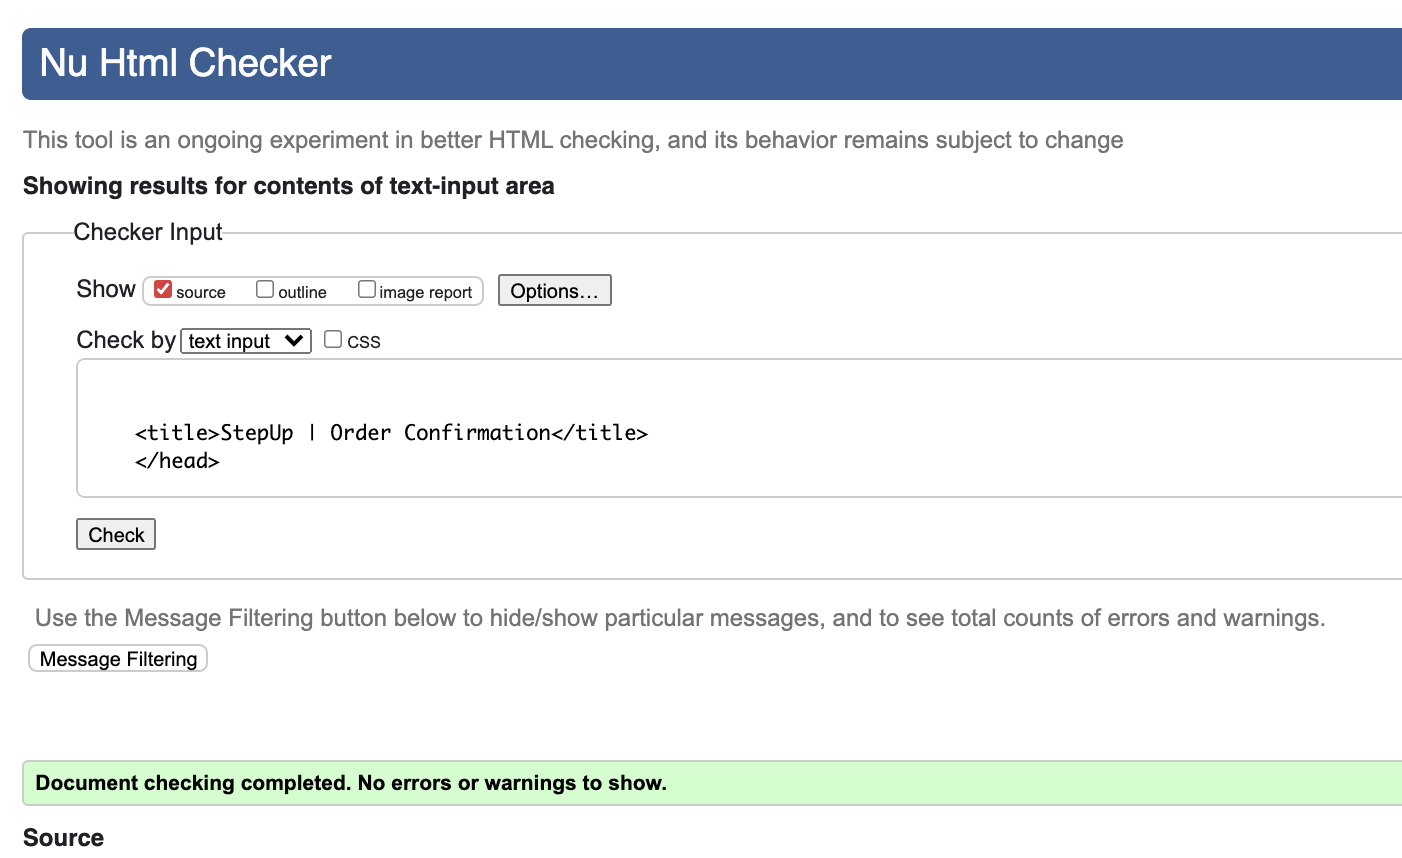 Nu Html Checker
This tool is an ongoing experiment in better HTML checking, and its behavior remains subject to change
Showing results for contents of text-input area
Checker Input
Show source outline image report Options...
Check by text input CSS
<title>StepUp | Order Confirmation</title>
</head>
Check
Use the Message Filtering button below to hide/show particular messages, and to see total counts of errors and warnings.
Message Filtering
Document checking completed. No errors or warnings to show.
Source